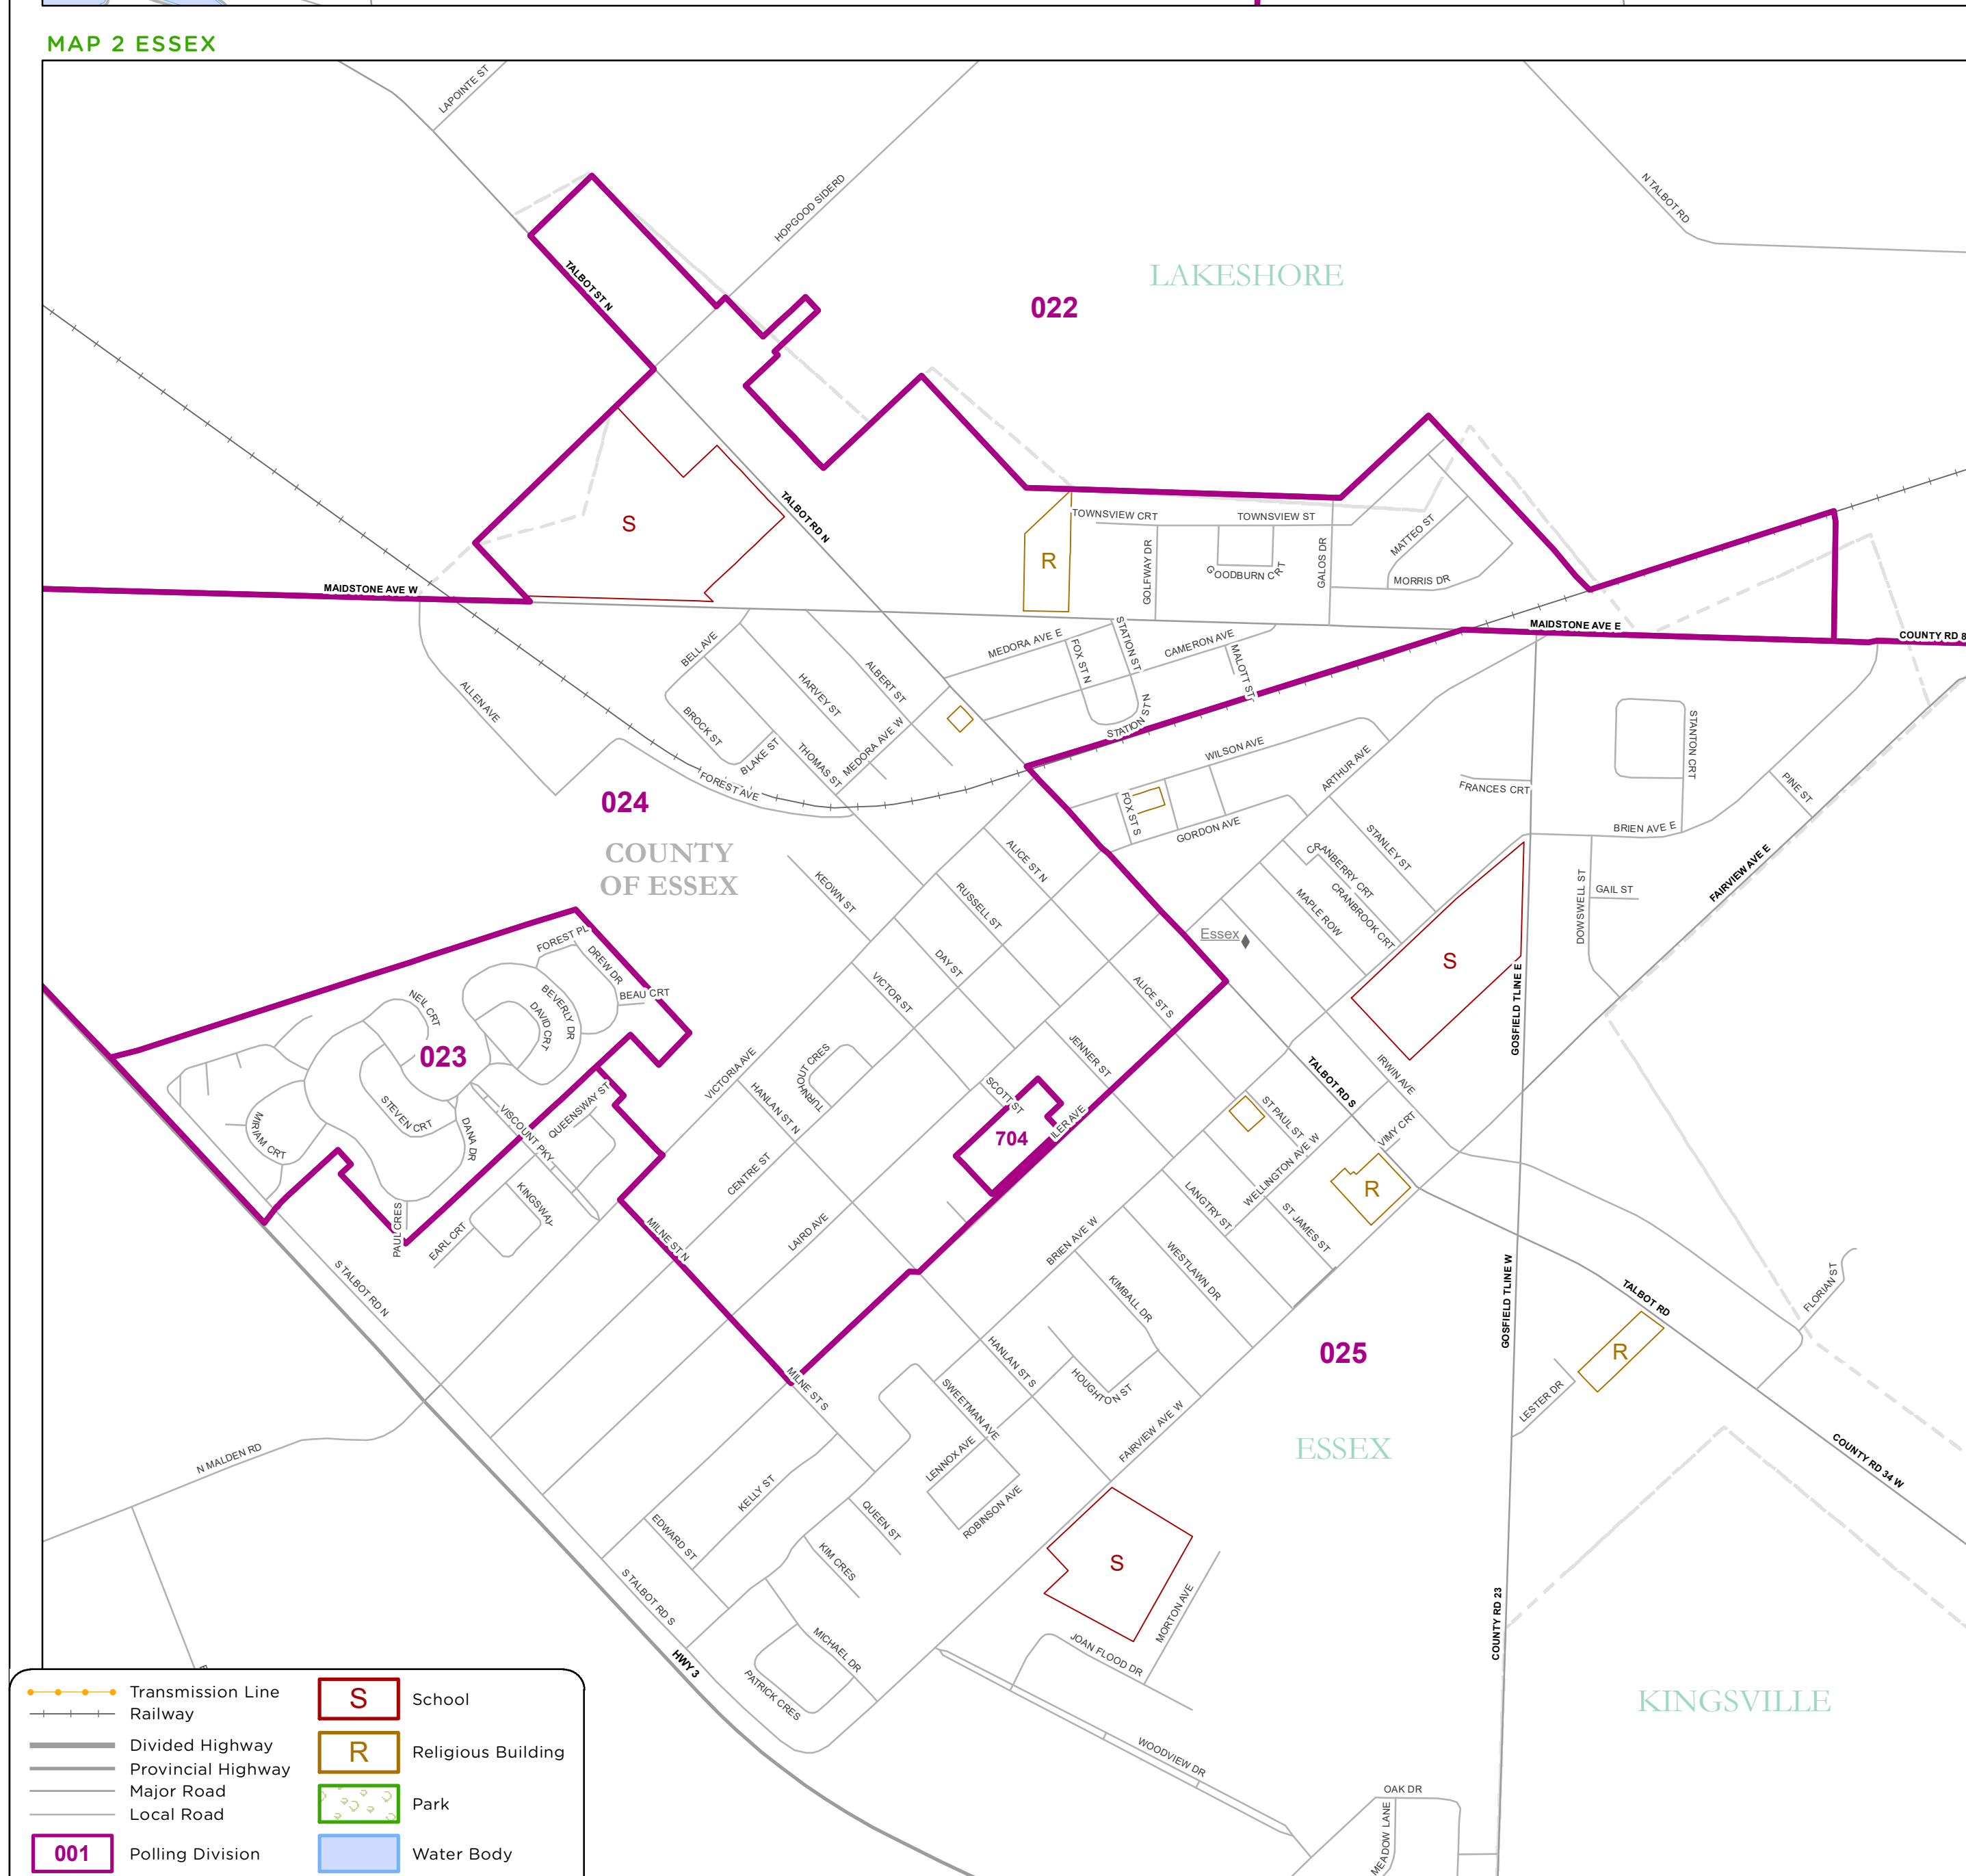 MAP 2 ESSEX
LAPOINTE ST
HOPGOOD SIDERD
N TALBOT RD
TALBOT ST N
LAKESHORE
022
TALBOT RD N
S
R
TOWNSVIEW CRT
TOWNSVIEW ST
GOLFWAY DR
GOODBURN CRT
GALOS DR
MATTEO ST
MORRIS DR
MAIDSTONE AVE W
MAIDSTONE AVE E
COUNTY RD 8
BELL AVE
ALLEN AVE
BROCK ST
HARVEY ST
ALBERT ST
BLAKE ST
THOMAS ST
MEDORA AVE W
MEDORA AVE E
FOX ST N
STATION ST
CAMERON AVE
MALOTT ST
STATION ST N
FOREST AVE
WILSON AVE
ARTHUR AVE
FOX ST S
GORDON AVE
FRANCES CRT
STANTON CRT
PINE ST
BRIEN AVE E
024
COUNTY
OF ESSEX
KEOWN ST
ALICE ST N
RUSSELL ST
DAY ST
VICTOR ST
STANLEY ST
CRANBERRY CRT
CRANBROOK CRT
MAPLE ROW
Essex
S
DOWSWELL ST
GAIL ST
FAIRVIEW AVE E
GOSFIELD TLINE E
FOREST PL
DREW DR
BEAU CRT
BEVERLY DR
DAVID CRT
NEIL CRT
023
STEVEN CRT
MIRIAM CRT
DANA DR
VISCOUNT PKY
QUEENSWAY ST
KINGSWAY
EARL CRT
PAUL CRES
VICTORIA AVE
HANLAN ST N
TURNHOUT CRES
CENTRE ST
LAIRD AVE
MILNE ST N
SCOTT ST
JENNER ST
ALICE ST S
704
ILER AVE
TALBOT RD S
IRWIN AVE
VIMY CRT
ST PAUL ST
WELLINGTON AVE W
LANGTRY ST
ST JAMES ST
R
BRIEN AVE W
WESTLAWN DR
KIMBALL DR
HOUGHTON ST
HANLAN ST S
FAIRVIEW AVE W
025
ESSEX
GOSFIELD TLINE W
TALBOT RD
FLORIAN ST
R
LESTER DR
COUNTY RD 34 W
S TALBOT RD N
N MALDEN RD
MILNE ST S
SWEETMAN AVE
LENNOX AVE
ROBINSON AVE
KELLY ST
QUEEN ST
KIM CRES
EDWARD ST
S TALBOT RD S
HWY 3
MICHAEL DR
PATRICK CRES
S
MORTON AVE
JOAN FLOOD DR
WOODVIEW DR
COUNTY RD 23
KINGSVILLE
OAK DR
MEADOW LANE
Transmission Line
Railway
Divided Highway
Provincial Highway
Major Road
Local Road
001 Polling Division
S School
R Religious Building
Park
Water Body